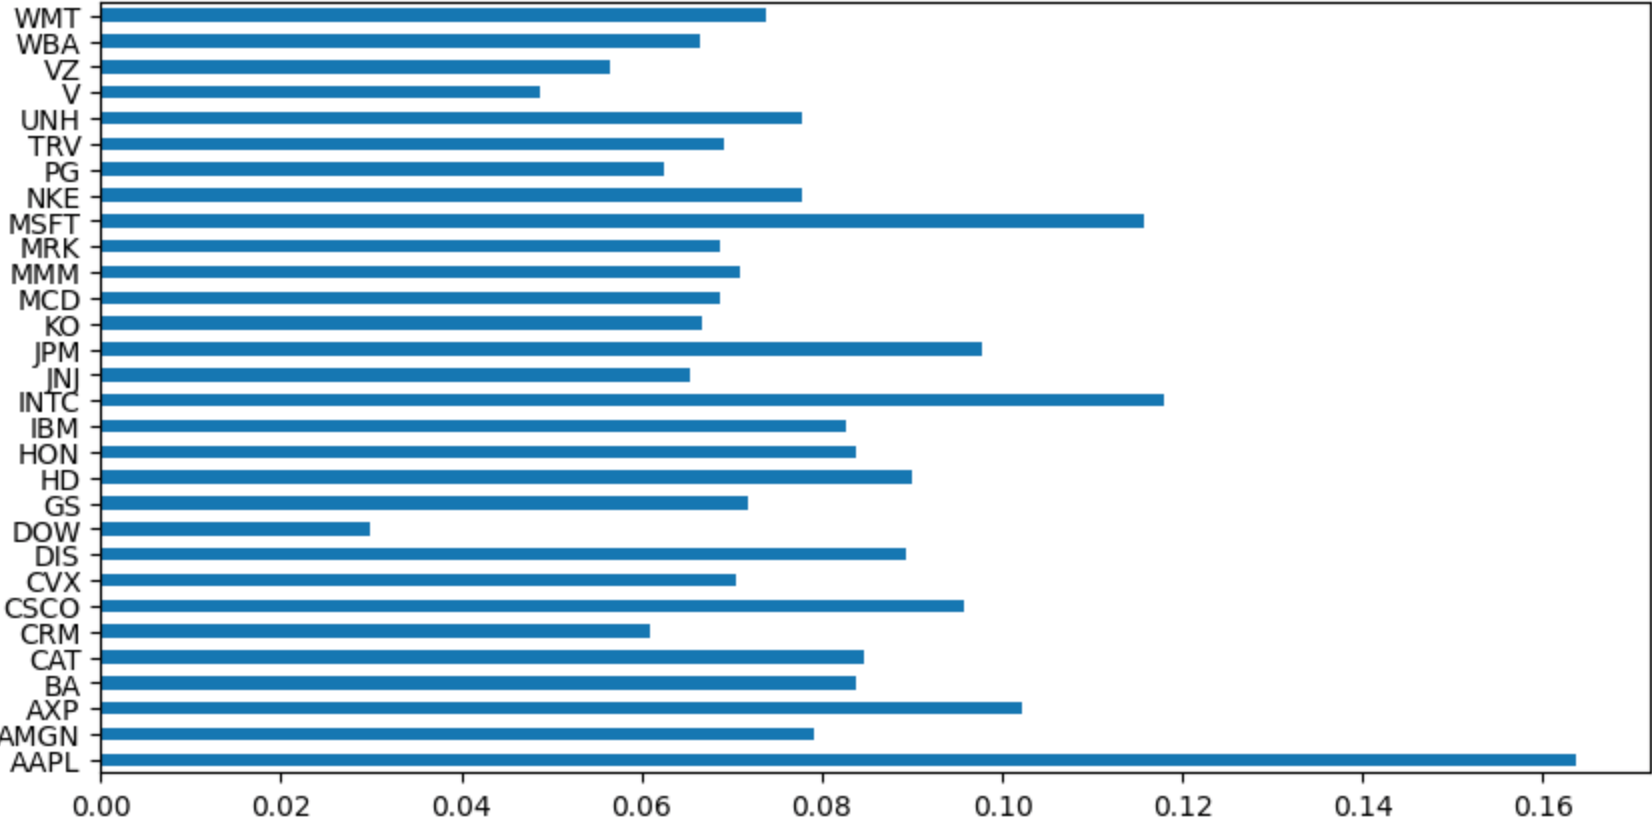 WMT
WBA
VZ
V
UNH
TRV
PG
NKE
MSFT
MRK
MMM
MCD
KO
JPM
JNJ
INTC
IBM
HON
HD
GS
DOW
DIS
CVX
CSCO
CRM
CAT
BA
AXP
AMGN
AAPL
0.00 0.02 0.04 0.06 0.08 0.10 0.12 0.14 0.16